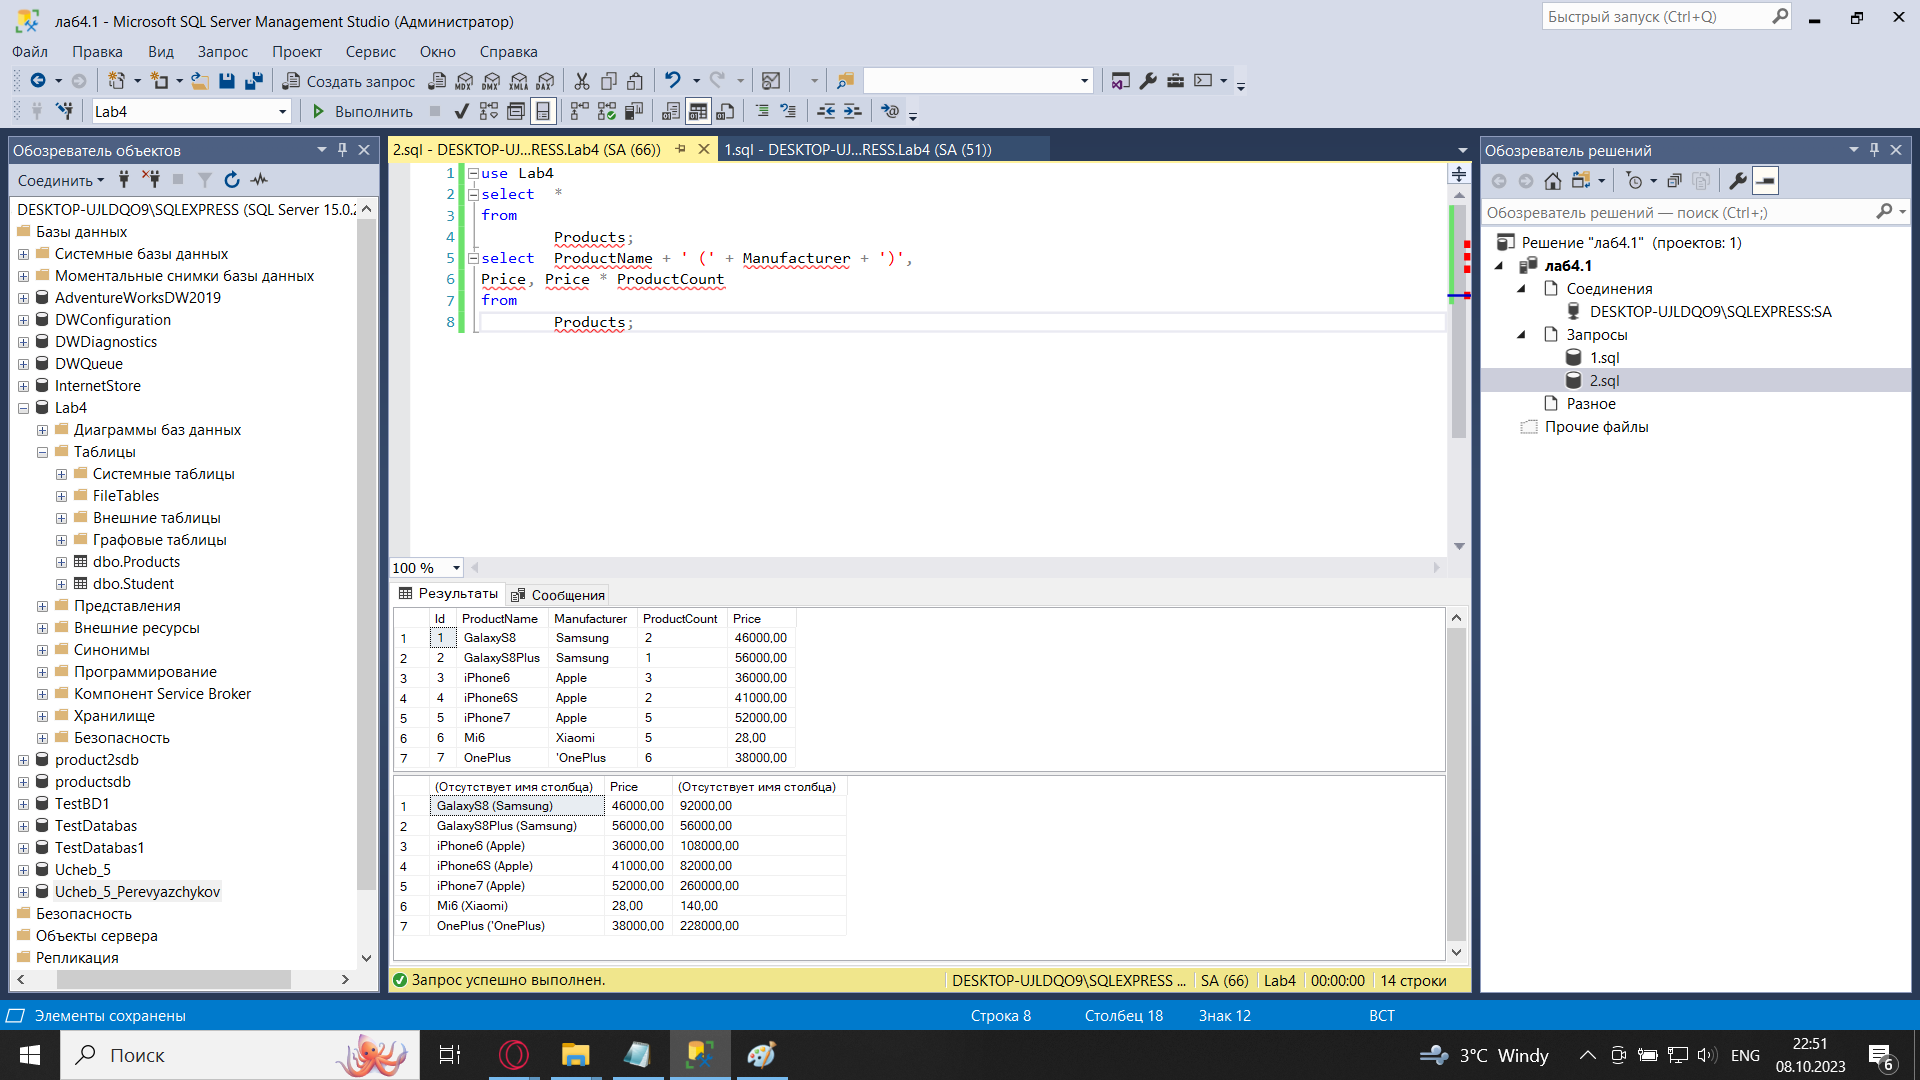 ла64.1 - Microsoft SQL Server Management Studio (Администратор)
Быстрый запуск (Ctrl+Q)
Файл Правка Вид Запрос Проект Сервис Окно Справка
Создать запрос
MDX DMX XMLA DAX
Lab4
Выполнить
Обозреватель объектов
Соединить
DESKTOP-UJLDQO9\SQLEXPRESS (SQL Server 15.0.2
Базы данных
Системные базы данных
Моментальные снимки базы данных
AdventureWorksDW2019
DWConfiguration
DWDiagnostics
DWQueue
InternetStore
Lab4
Диаграммы баз данных
Таблицы
Системные таблицы
FileTables
Внешние таблицы
Графовые таблицы
dbo.Products
dbo.Student
Представления
Внешние ресурсы
Синонимы
Программирование
Компонент Service Broker
Хранилище
Безопасность
product2sdb
productsdb
TestBD1
TestDatabas
TestDatabas1
Ucheb_5
Ucheb_5_Perevyazchykov
Безопасность
Объекты сервера
Репликация
2.sql - DESKTOP-UJ...RESS.Lab4 (SA (66)) 1.sql - DESKTOP-UJ...RESS.Lab4 (SA (51))
1 use Lab4
2 select *
3 from
4 Products;
5 select ProductName + ' (' + Manufacturer + ')',
6 Price, Price * ProductCount
7 from
8 Products;
100 %
Результаты Сообщения
Id ProductName Manufacturer ProductCount Price
1 1 GalaxyS8 Samsung 2 46000,00
2 2 GalaxyS8Plus Samsung 1 56000,00
3 3 iPhone6 Apple 3 36000,00
4 4 iPhone6S Apple 2 41000,00
5 5 iPhone7 Apple 5 52000,00
6 6 Mi6 Xiaomi 5 28,00
7 7 OnePlus 'OnePlus 6 38000,00
(Отсутствует имя столбца) Price (Отсутствует имя столбца)
1 GalaxyS8 (Samsung) 46000,00 92000,00
2 GalaxyS8Plus (Samsung) 56000,00 56000,00
3 iPhone6 (Apple) 36000,00 108000,00
4 iPhone6S (Apple) 41000,00 82000,00
5 iPhone7 (Apple) 52000,00 260000,00
6 Mi6 (Xiaomi) 28,00 140,00
7 OnePlus ('OnePlus) 38000,00 228000,00
Запрос успешно выполнен. DESKTOP-UJLDQO9\SQLEXPRESS ... SA (66) Lab4 00:00:00 14 строки
Обозреватель решений
Обозреватель решений — поиск (Ctrl+;)
Решение "ла64.1" (проектов: 1)
ла64.1
Соединения
DESKTOP-UJLDQO9\SQLEXPRESS:SA
Запросы
1.sql
2.sql
Разное
Прочие файлы
Элементы сохранены Строка 8 Столбец 18 Знак 12 ВСТ
Поиск
3°C Windy ENG 22:51
08.10.2023
6